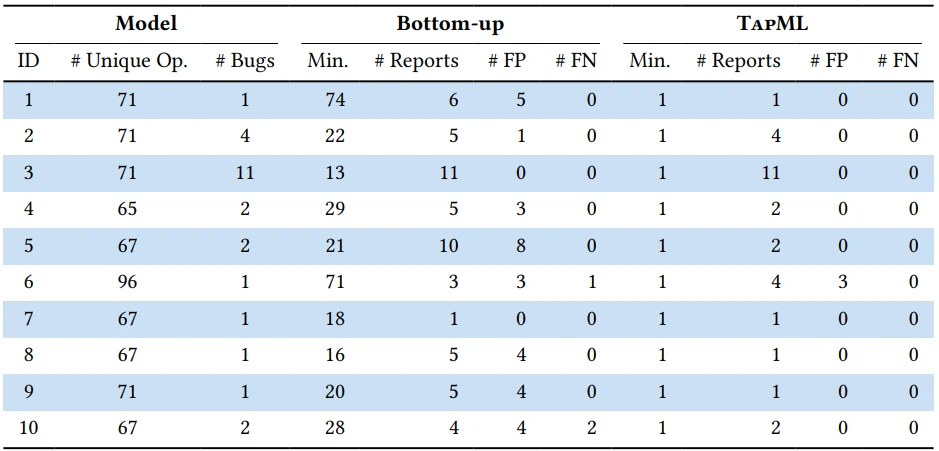 Model Bottom-up TapML
ID # Unique Op. # Bugs Min. # Reports # FP # FN Min. # Reports # FP # FN
1 71 1 74 6 5 0 1 1 0 0
2 71 4 22 5 1 0 1 4 0 0
3 71 11 13 11 0 0 1 11 0 0
4 65 2 29 5 3 0 1 2 0 0
5 67 2 21 10 8 0 1 2 0 0
6 96 1 71 3 3 1 1 4 3 0
7 67 1 18 1 0 0 1 1 0 0
8 67 1 16 5 4 0 1 1 0 0
9 71 1 20 5 4 0 1 1 0 0
10 67 2 28 4 4 2 1 2 0 0